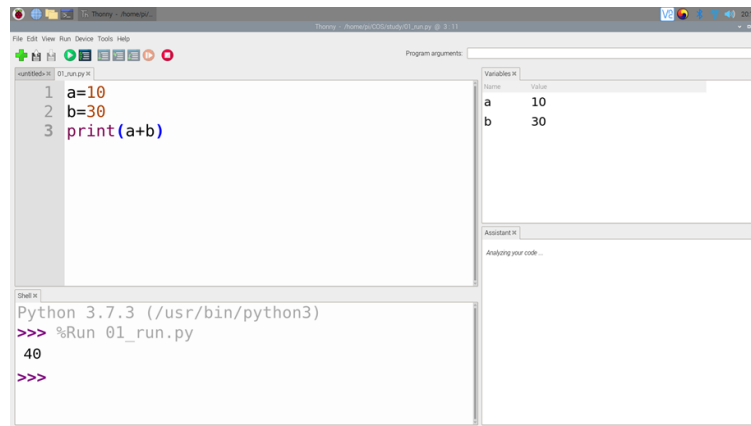 Thonny - /home/pi/...
V2
20:
Thonny - /home/pi/COS/study/01_run.py @ 3 : 11
File Edit View Run Device Tools Help
Program arguments:
<untitled> × 01_run.py ×
1 a=10
2 b=30
3 print(a+b)
Variables ×
Name Value
a 10
b 30
Assistant ×
Analyzing your code ...
Shell ×
Python 3.7.3 (/usr/bin/python3)
>>> %Run 01_run.py
40
>>>